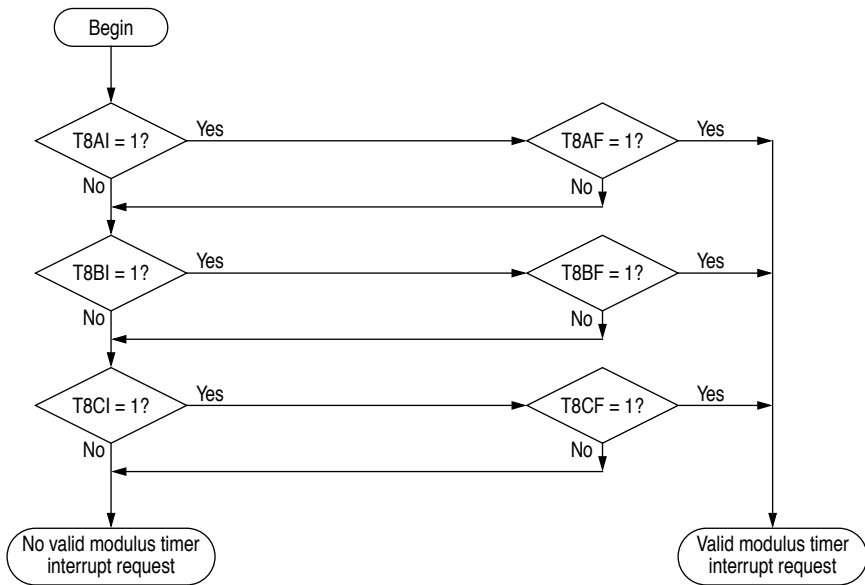 Begin
T8AI = 1?
Yes
T8AF = 1?
Yes
No
No
T8BI = 1?
Yes
T8BF = 1?
Yes
No
No
T8CI = 1?
Yes
T8CF = 1?
Yes
No
No
No valid modulus timer
interrupt request
Valid modulus timer
interrupt request